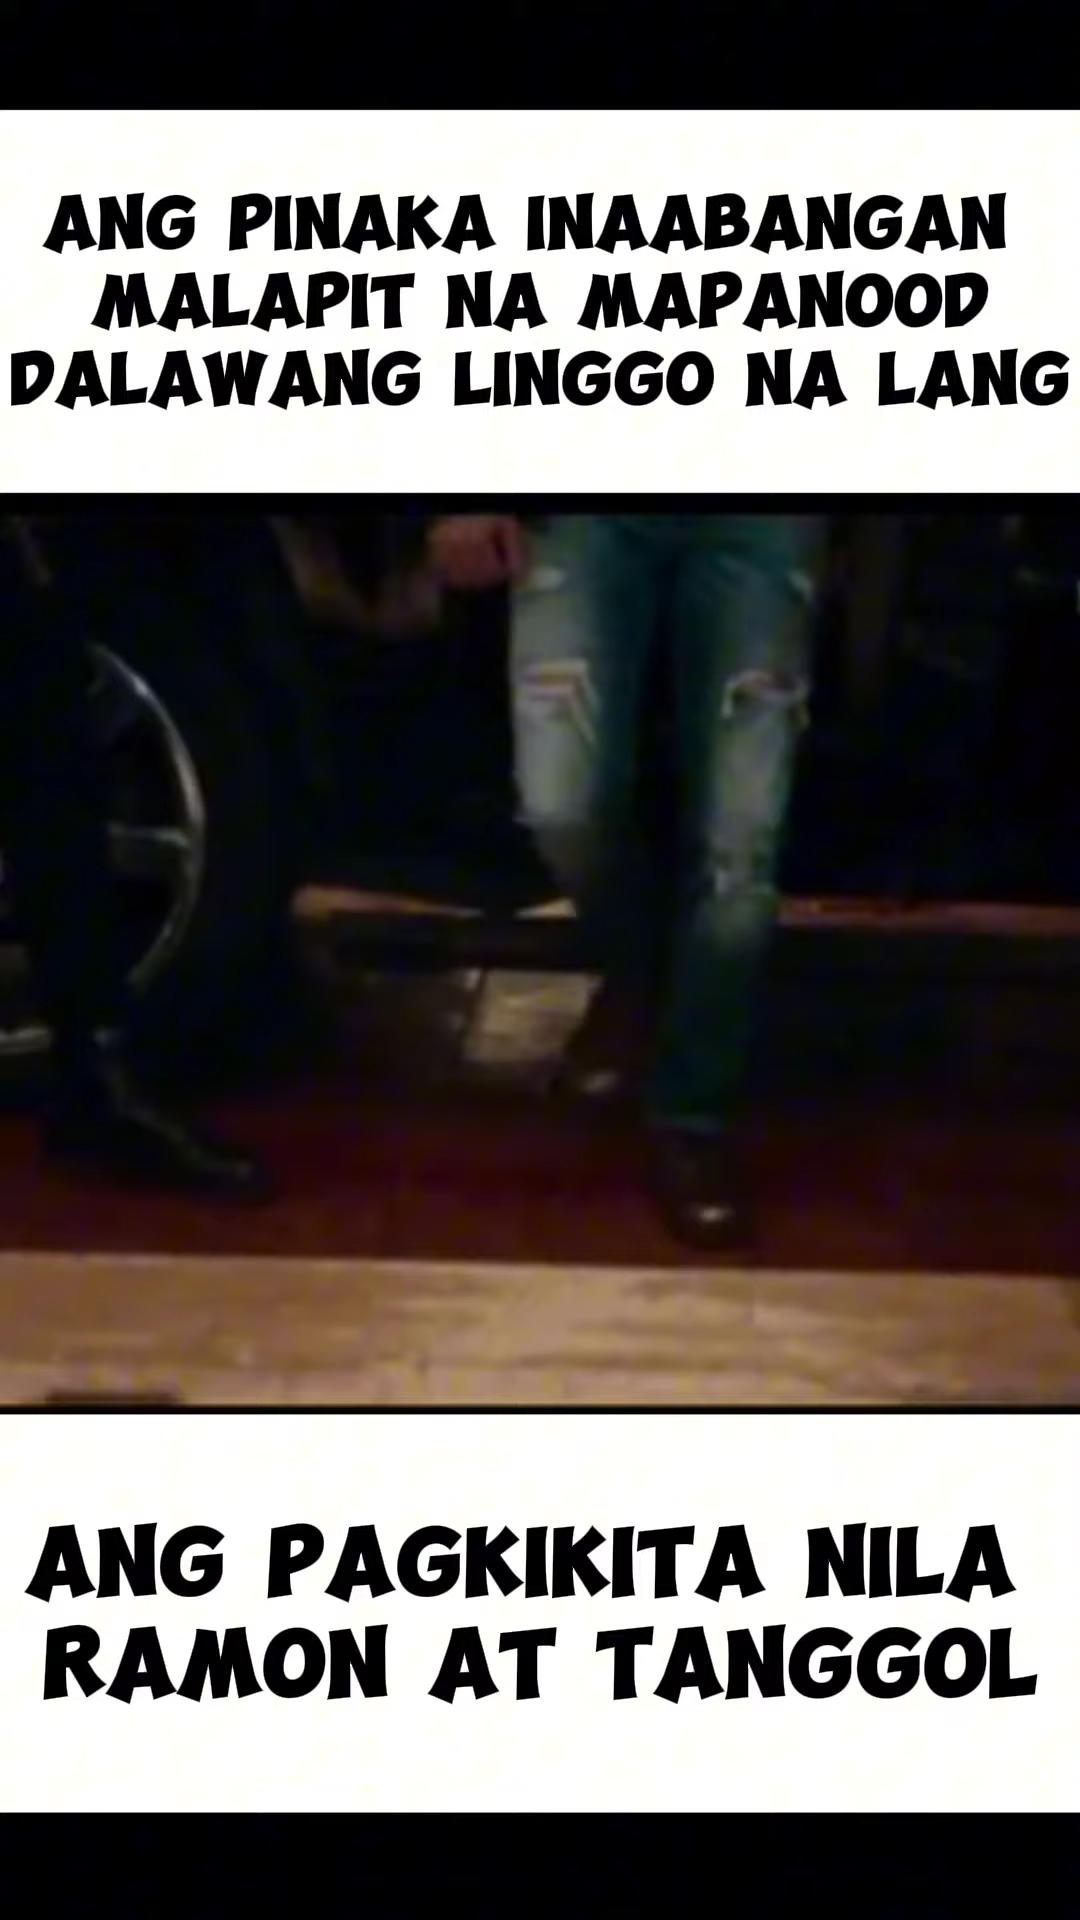 ANG PINAKA INAABANGAN
MALAPIT NA MAPANOOD
DALAWANG LINGGO NA LANG
ANG PAGKIKITA NILA
RAMON AT TANGGOL